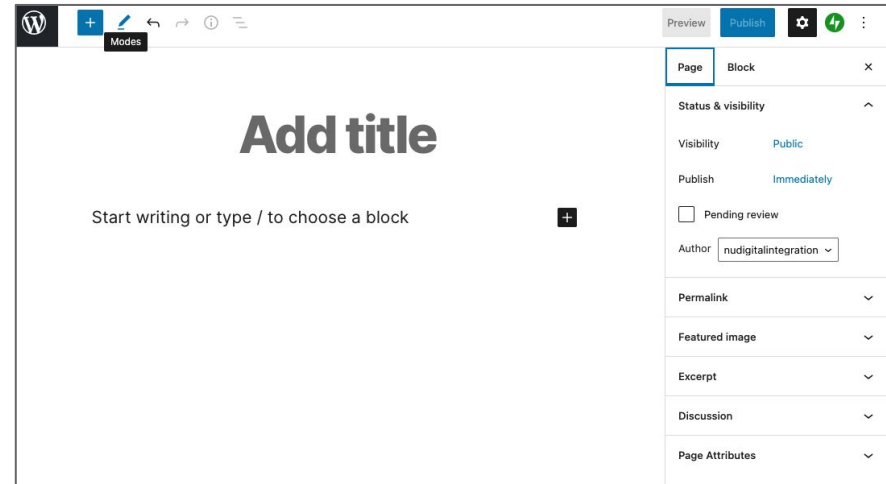 Preview
Publish
Modes
Page
Block
Add title
Start writing or type / to choose a block
Status & visibility
Visibility
Public
Publish
Immediately
Pending review
Author
nudigitalintegration
Permalink
Featured image
Excerpt
Discussion
Page Attributes